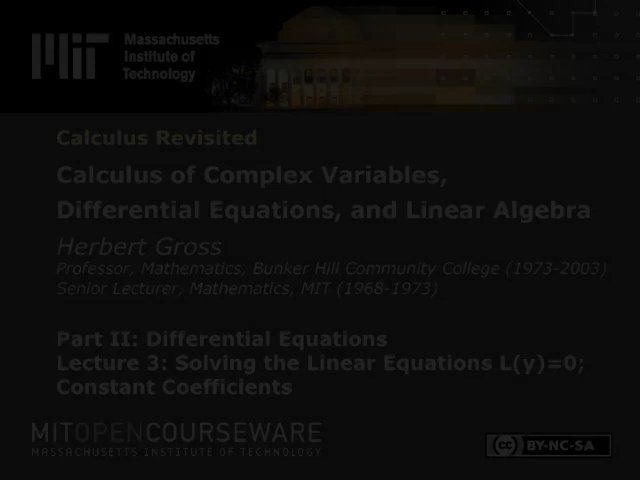 MIT
Massachusetts
Institute of
Technology
Calculus Revisited
Calculus of Complex Variables,
Differential Equations, and Linear Algebra
Herbert Gross
Professor, Mathematics, Bunker Hill Community College (1973-2003)
Senior Lecturer, Mathematics, MIT (1968-1973)
Part II: Differential Equations
Lecture 3: Solving the Linear Equations L(y)=0;
Constant Coefficients
MITOPENCOURSEWARE
MASSACHUSETTS INSTITUTE OF TECHNOLOGY
cc BY-NC-SA